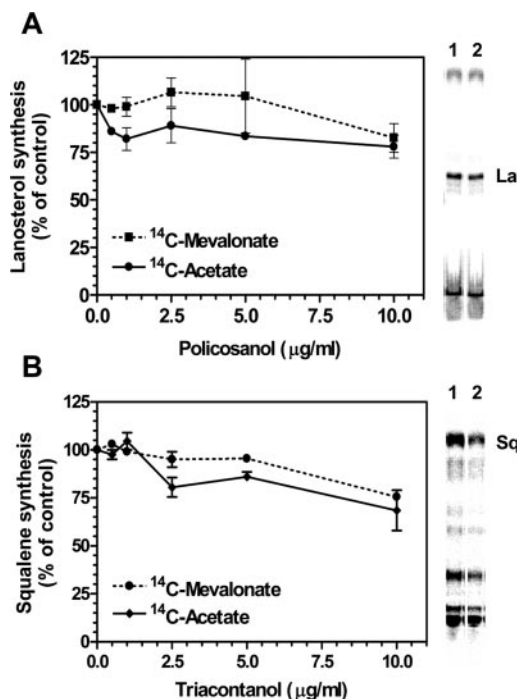 A
Lanosterol synthesis
(% of control)
125
100
75
50
25
0
0.0
2.5
5.0
7.5
10.0
¹⁴C-Mevalonate
¹⁴C-Acetate
Policosanol (μg/ml)
1 2
La
B
Squalene synthesis
(% of control)
125
100
75
50
25
0
0.0
2.5
5.0
7.5
10.0
¹⁴C-Mevalonate
¹⁴C-Acetate
Triacontanol (μg/ml)
1 2
Sq